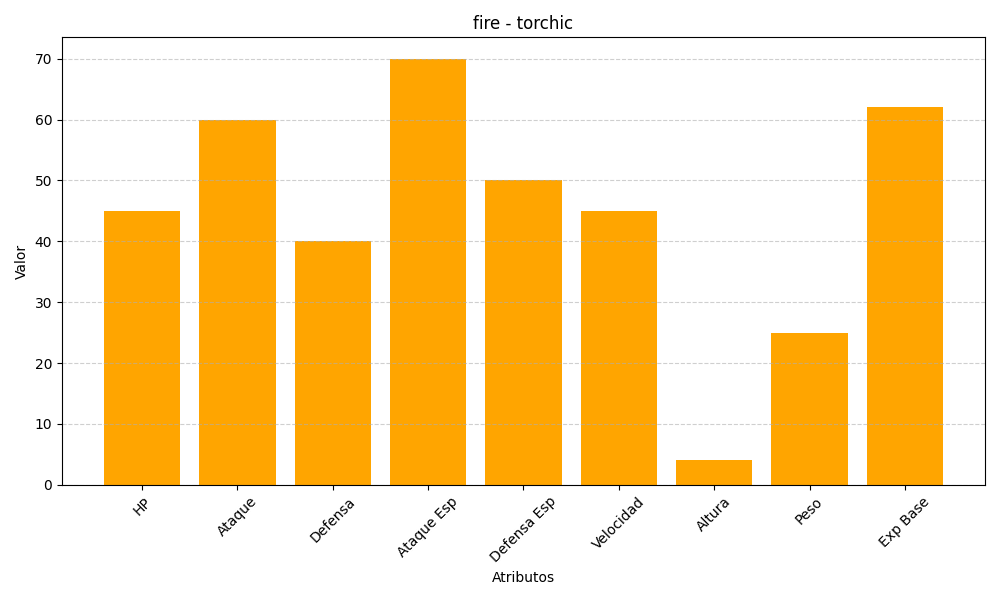 fire - torchic
Valor
70
60
50
40
30
20
10
0
HP
Ataque
Defensa
Ataque Esp
Defensa Esp
Velocidad
Altura
Peso
Exp Base
Atributos